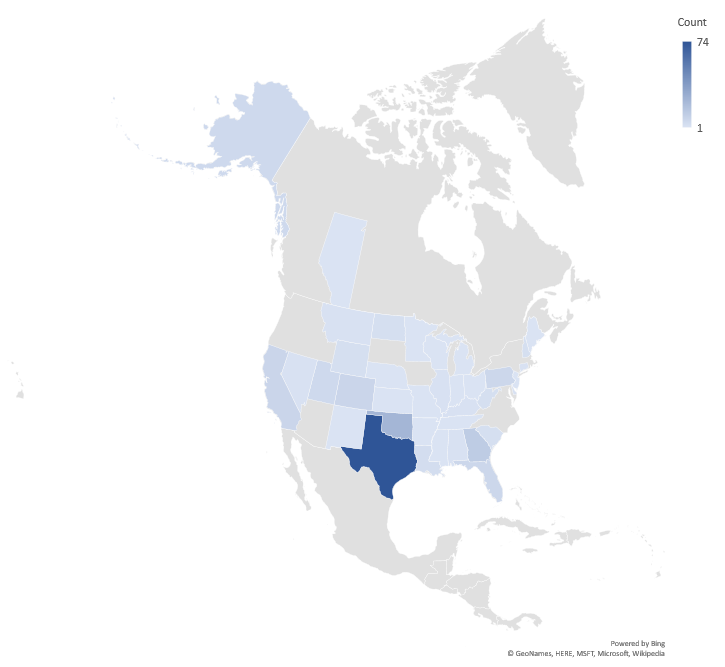 Count
74
1
Powered by Bing
© GeoNames, HERE, MSFT, Microsoft, Wikipedia